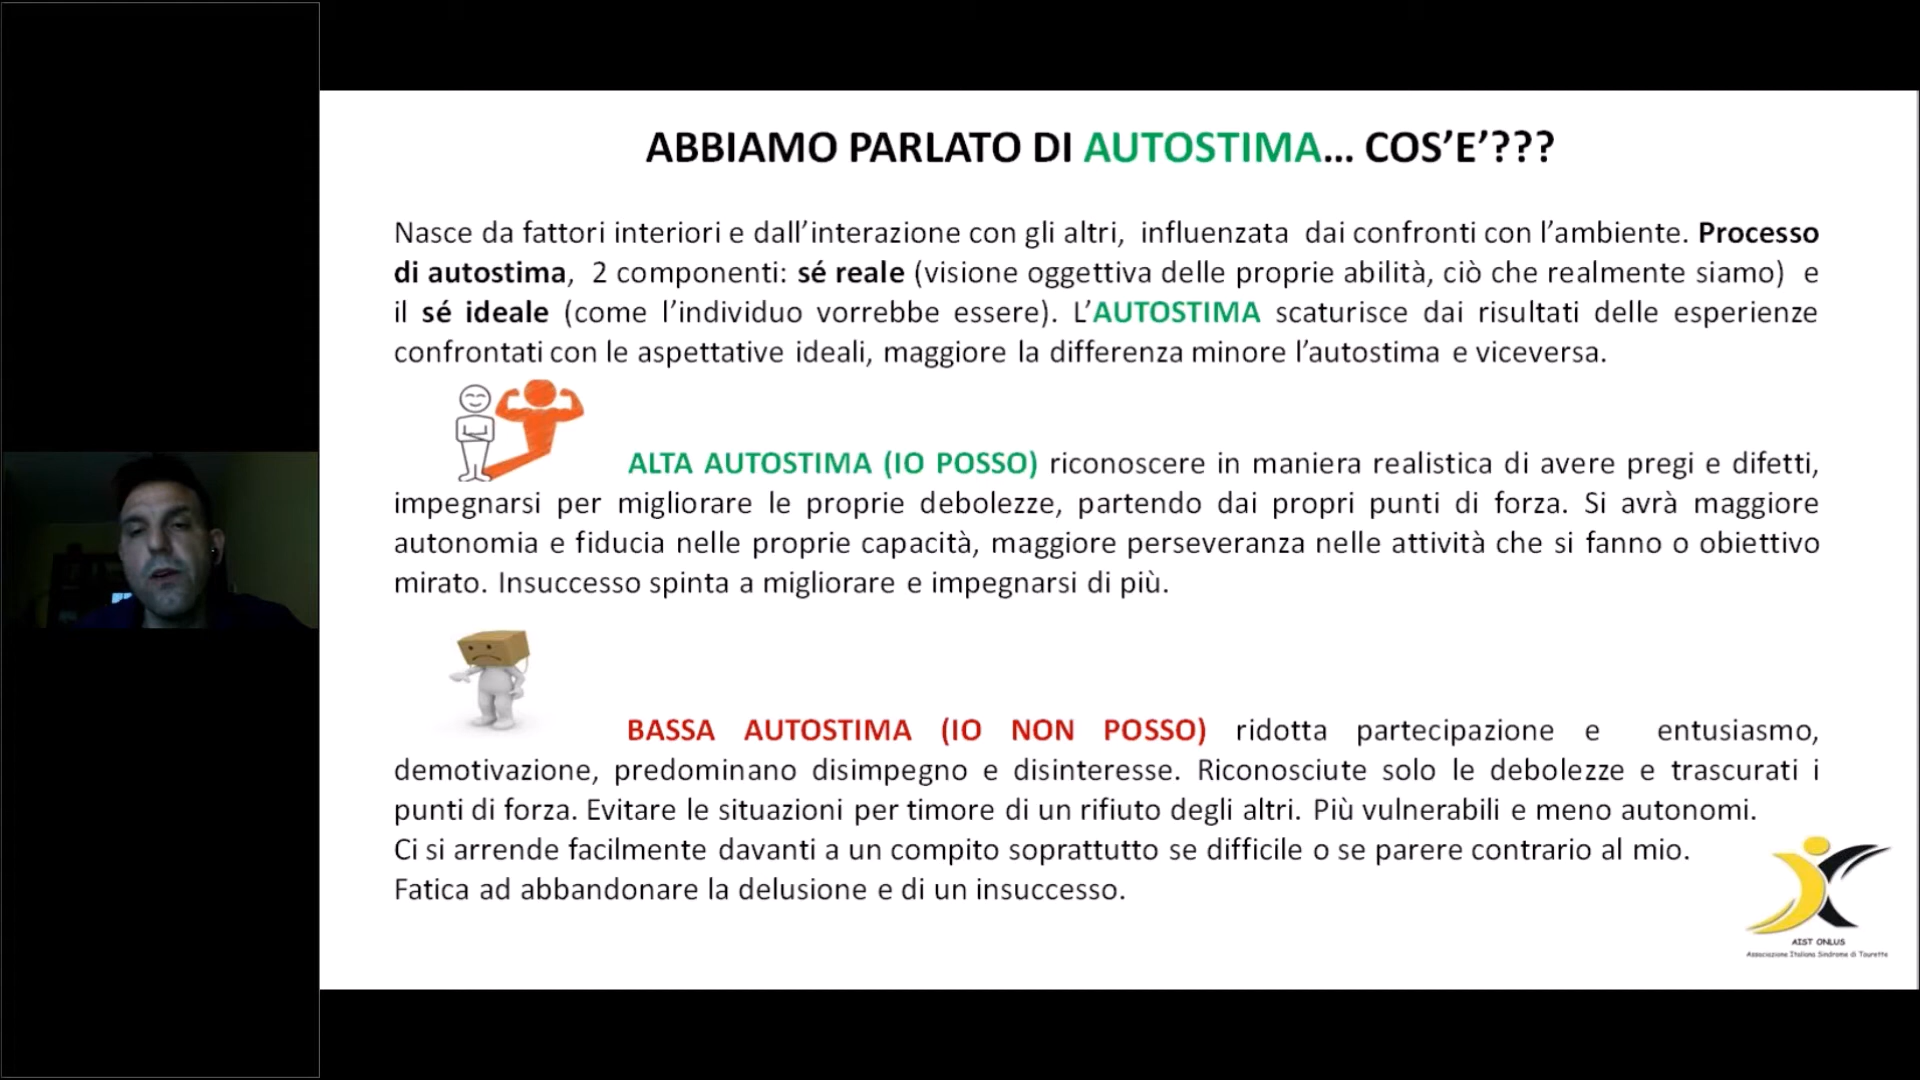 ABBIAMO PARLATO DI AUTOSTIMA... COS'E'???
Nasce da fattori interiori e dall'interazione con gli altri, influenzata dai confronti con l'ambiente. Processo
di autostima, 2 componenti: sé reale (visione oggettiva delle proprie abilità, ciò che realmente siamo) e
il sé ideale (come l'individuo vorrebbe essere). L'AUTOSTIMA scaturisce dai risultati delle esperienze
confrontati con le aspettative ideali, maggiore la differenza minore l'autostima e viceversa.
ALTA AUTOSTIMA (IO POSSO) riconoscere in maniera realistica di avere pregi e difetti,
impegnarsi per migliorare le proprie debolezze, partendo dai propri punti di forza. Si avrà maggiore
autonomia e fiducia nelle proprie capacità, maggiore perseveranza nelle attività che si fanno o obiettivo
mirato. Insuccesso spinta a migliorare e impegnarsi di più.
BASSA AUTOSTIMA (IO NON POSSO) ridotta partecipazione e entusiasmo,
demotivazione, predominano disimpegno e disinteresse. Riconosciute solo le debolezze e trascurati i
punti di forza. Evitare le situazioni per timore di un rifiuto degli altri. Più vulnerabili e meno autonomi.
Ci si arrende facilmente davanti a un compito soprattutto se difficile o se parere contrario al mio.
Fatica ad abbandonare la delusione e di un insuccesso.
AIST ONLUS
Associazione Italiana Sindrome di Tourette